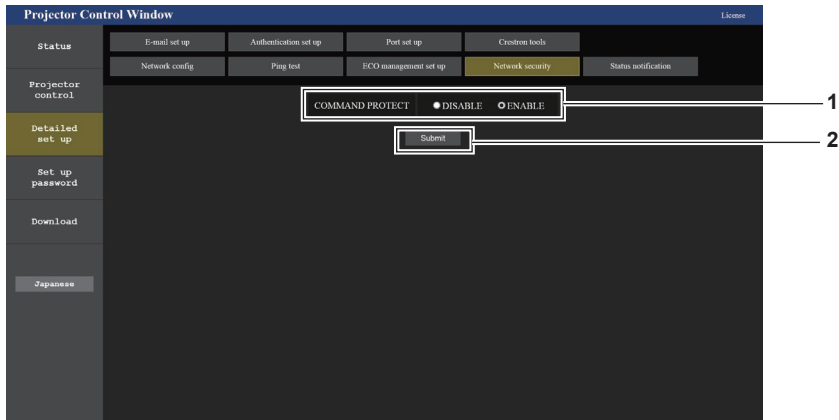 Projector Control Window
License
Status
E-mail set up
Authentication set up
Port set up
Crestron tools
Network config
Ping test
ECO management set up
Network security
Status notification
Projector
control
COMMAND PROTECT DISABLE ENABLE
1
Detailed
set up
Submit
2
Set up
password
Download
Japanese